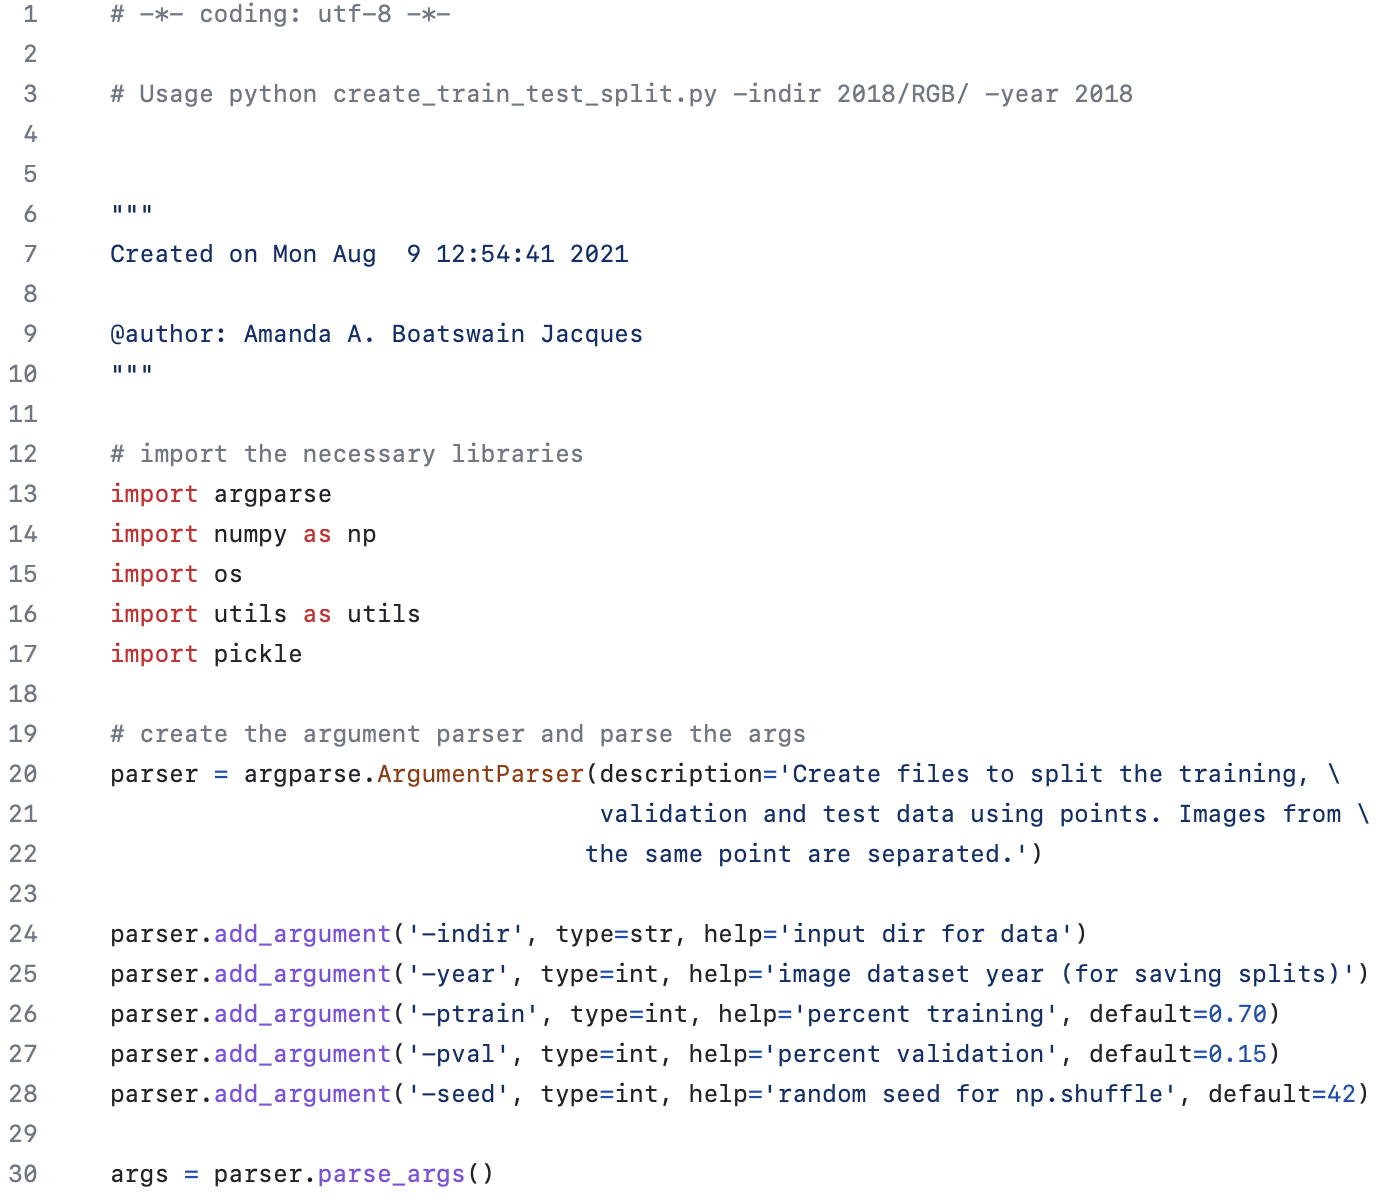 1 # -*- coding: utf-8 -*-
2
3 # Usage python create_train_test_split.py -indir 2018/RGB/ -year 2018
4
5
6 """
7 Created on Mon Aug  9 12:54:41 2021
8
9 @author: Amanda A. Boatswain Jacques
10 """
11
12 # import the necessary libraries
13 import argparse
14 import numpy as np
15 import os
16 import utils as utils
17 import pickle
18
19 # create the argument parser and parse the args
20 parser = argparse.ArgumentParser(description='Create files to split the training, \
21                                  validation and test data using points. Images from \
22                                 the same point are separated.')
23
24 parser.add_argument('-indir', type=str, help='input dir for data')
25 parser.add_argument('-year', type=int, help='image dataset year (for saving splits)')
26 parser.add_argument('-ptrain', type=int, help='percent training', default=0.70)
27 parser.add_argument('-pval', type=int, help='percent validation', default=0.15)
28 parser.add_argument('-seed', type=int, help='random seed for np.shuffle', default=42)
29
30 args = parser.parse_args()